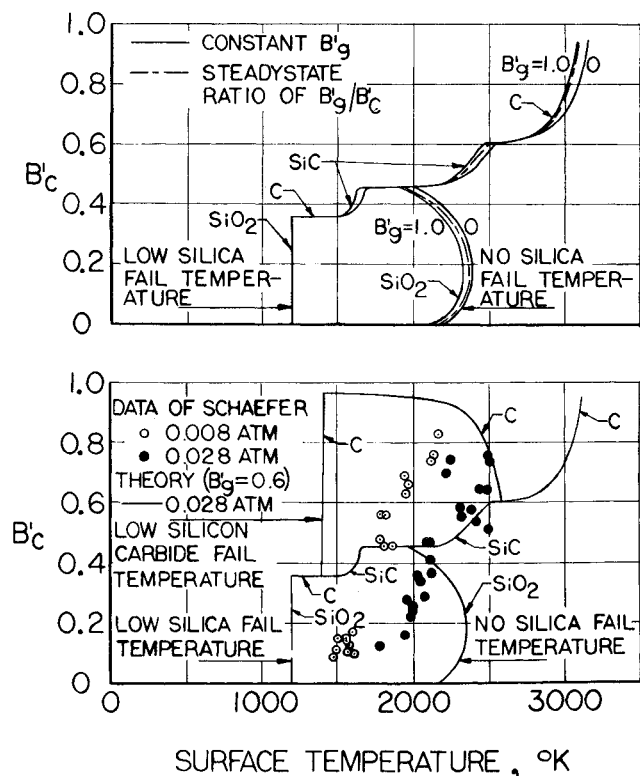 1.0
0.8
0.6
0.4
0.2
0
B'c
CONSTANT B'g
STEADYSTATE
RATIO OF B'g/B'C
B'g=1.0 0
C
SiC
C
SiO2
B'g=1.0 0
LOW SILICA
FAIL TEMPER-
ATURE
SiO2
NO SILICA
FAIL TEMPER-
ATURE
1.0
0.8
0.6
0.4
0.2
0
B'c
DATA OF SCHAEFER
0.008 ATM
0.028 ATM
THEORY (B'g=0.6)
0.028 ATM
LOW SILICON
CARBIDE FAIL
TEMPERATURE
C
C
C
SiC
C
SiC
SiO2
SiO2
LOW SILICA FAIL
TEMPERATURE
NO SILICA FAIL
TEMPERATURE
0 1000 2000 3000
SURFACE TEMPERATURE, °K